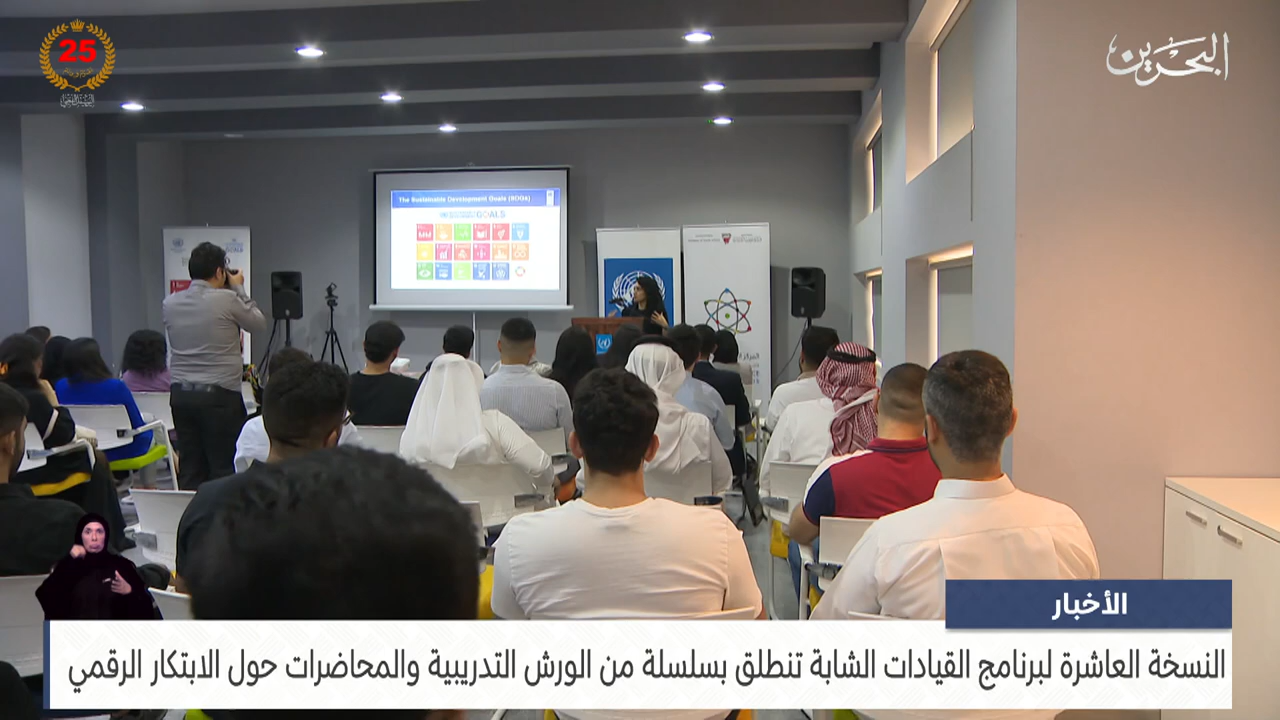 25
البحرين
The Sustainable Development Goals (SDGs)
GOALS
الأخبار
النسخة العاشرة لبرنامج القيادات الشابة تنطلق بسلسلة من الورش التدريبية والمحاضرات حول الابتكار الرقمي